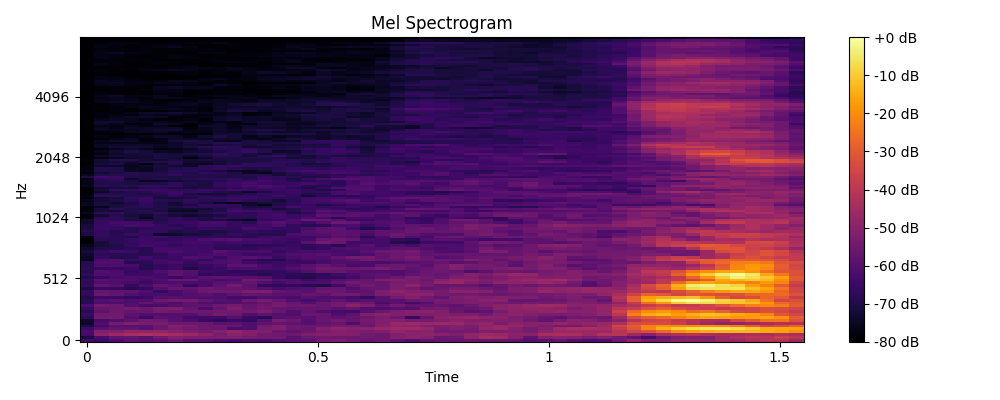 Mel Spectrogram
+0 dB
-10 dB
-20 dB
-30 dB
-40 dB
-50 dB
-60 dB
-70 dB
-80 dB
Hz
4096
2048
1024
512
0
0 0.5 1 1.5
Time